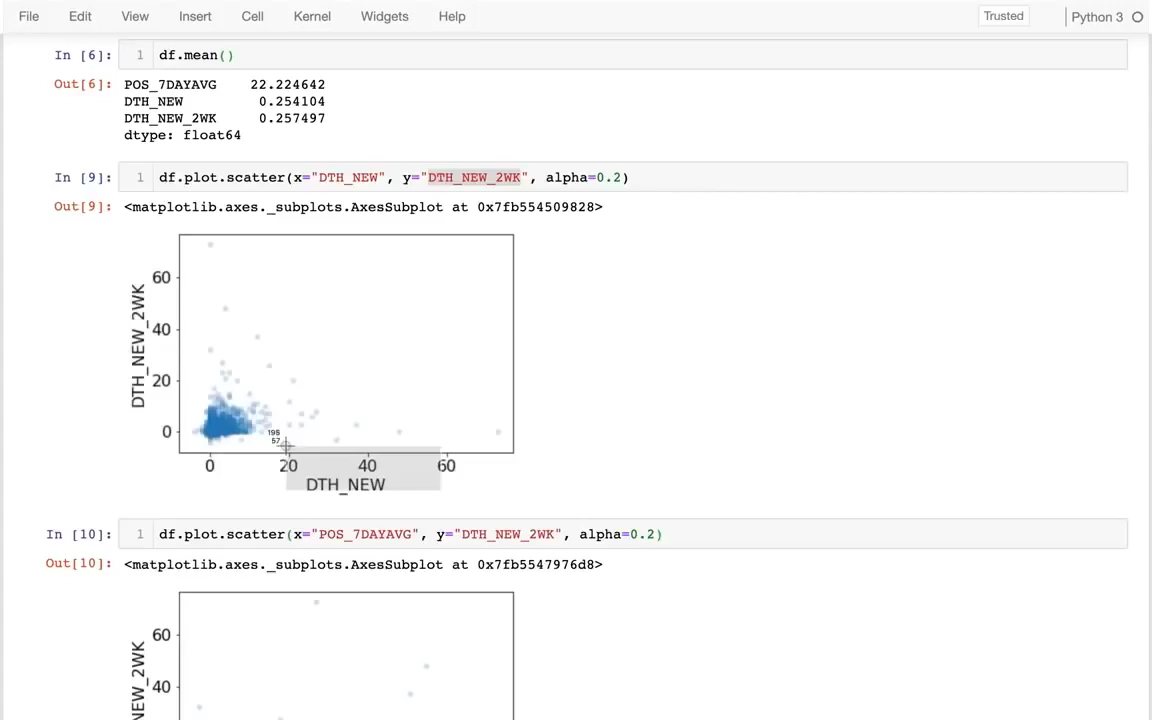 File Edit View Insert Cell Kernel Widgets Help Trusted Python 3
In [6]: 1 df.mean()
Out[6]: POS_7DAYAVG 22.224642
DTH_NEW 0.254104
DTH_NEW_2WK 0.257497
dtype: float64
In [9]: 1 df.plot.scatter(x="DTH_NEW", y="DTH_NEW_2WK", alpha=0.2)
Out[9]: <matplotlib.axes._subplots.AxesSubplot at 0x7fb554509828>
60
40
20
0
DTH_NEW_2WK
195
57
0 20 40 60
DTH_NEW
In [10]: 1 df.plot.scatter(x="POS_7DAYAVG", y="DTH_NEW_2WK", alpha=0.2)
Out[10]: <matplotlib.axes._subplots.AxesSubplot at 0x7fb5547976d8>
60
40
NEW_2WK